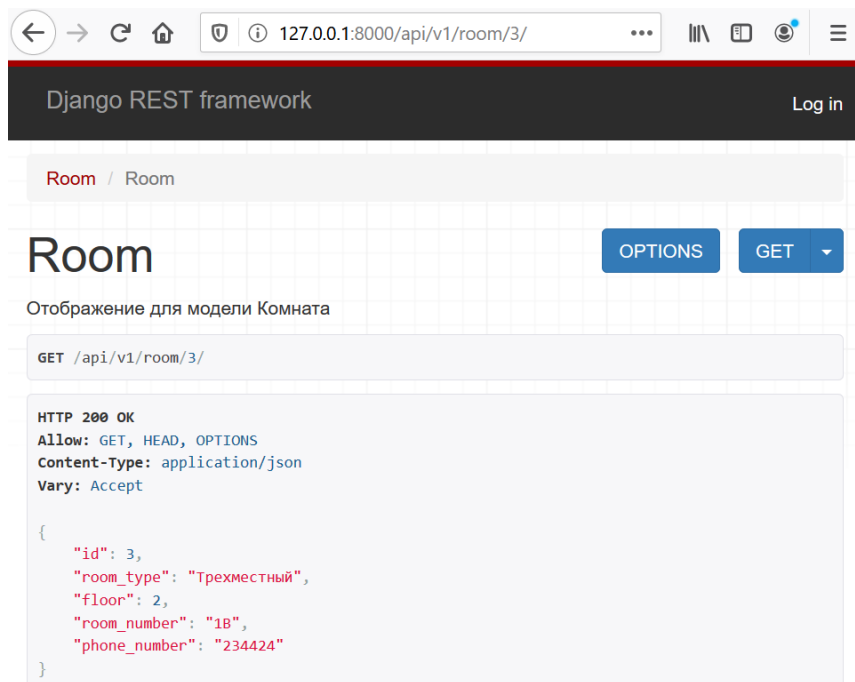 127.0.0.1:8000/api/v1/room/3/
Django REST framework
Log in
Room / Room
Room
OPTIONS
GET
Отображение для модели Комната
GET /api/v1/room/3/
HTTP 200 OK
Allow: GET, HEAD, OPTIONS
Content-Type: application/json
Vary: Accept
{
    "id": 3,
    "room_type": "Трехместный",
    "floor": 2,
    "room_number": "1В",
    "phone_number": "234424"
}